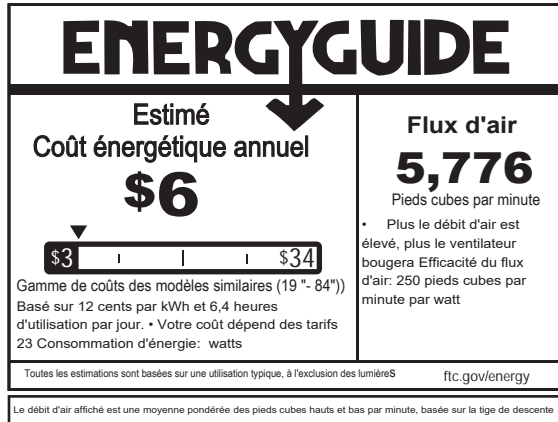 ENERGYGUIDE
Estimé
Coût énergétique annuel
$6
$3
$34
Gamme de coûts des modèles similaires (19 "- 84"))
Basé sur 12 cents par kWh et 6,4 heures
d'utilisation par jour. • Votre coût dépend des tarifs
23 Consommation d'énergie: watts
Flux d'air
5,776
Pieds cubes par minute
• Plus le débit d'air est
élevé, plus le ventilateur
bougera Efficacité du flux
d'air: 250 pieds cubes par
minute par watt
Toutes les estimations sont basées sur une utilisation typique, à l'exclusion des lumièreS
ftc.gov/energy
Le débit d'air affiché est une moyenne pondérée des pieds cubes hauts et bas par minute, basée sur la tige de descente